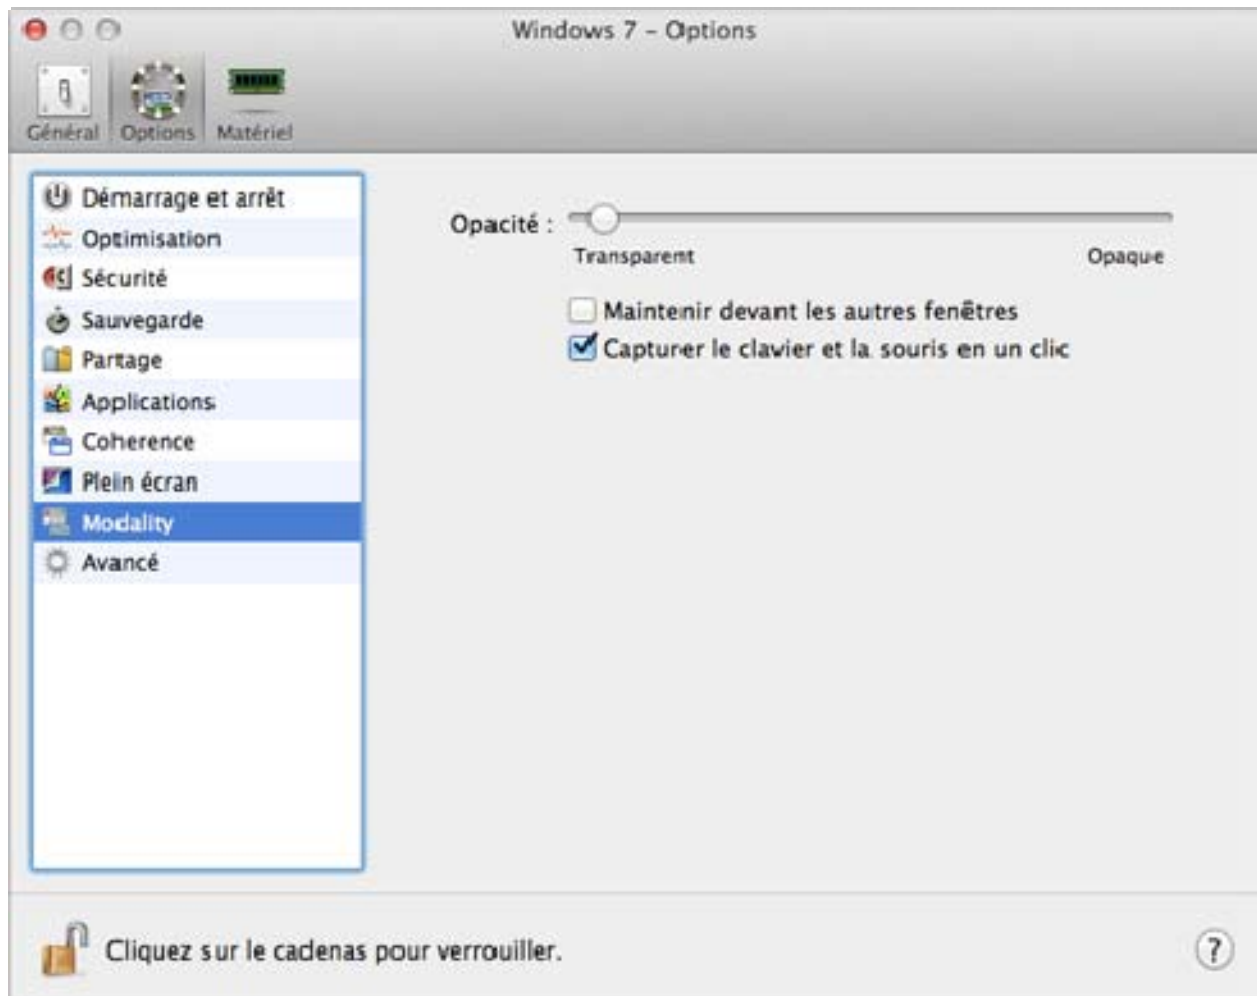 Windows 7 - Options
Général Options Matériel
Démarrage et arrêt
Optimisation
Sécurité
Sauvegarde
Partage
Applications
Coherence
Plein écran
Modality
Avancé
Opacité :
Transparent Opaque
Maintenir devant les autres fenêtres
Capturer le clavier et la souris en un clic
Cliquez sur le cadenas pour verrouiller.
?